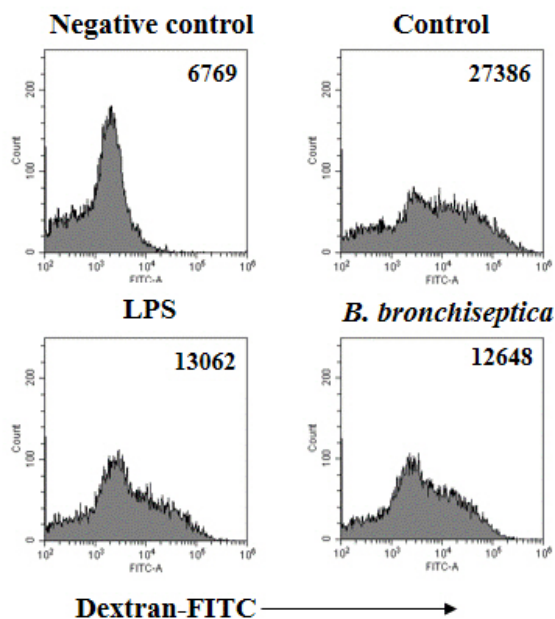 Negative control
6769
Count
200
100
0
10² 10³ 10⁴ 10⁵ 10⁶
FITC-A
Control
27386
Count
200
100
0
10² 10³ 10⁴ 10⁵ 10⁶
FITC-A
LPS
13062
Count
200
100
0
10² 10³ 10⁴ 10⁵ 10⁶
FITC-A
B. bronchiseptica
12648
Count
200
100
0
10² 10³ 10⁴ 10⁵ 10⁶
FITC-A
Dextran-FITC